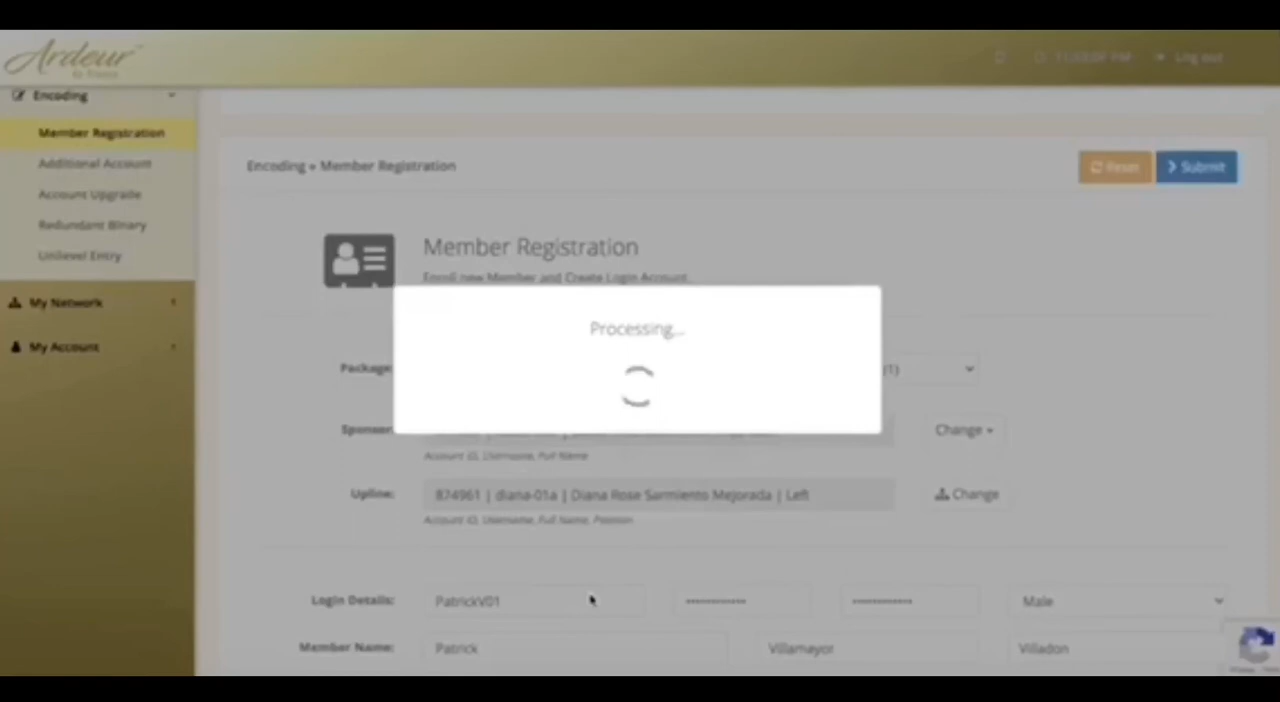 Ardeur
Log out
Encoding
Member Registration
Additional Account
Account Upgrade
Redundant Binary
Unilevel Entry
My Network
My Account
Encoding » Member Registration
Reset
Submit
Member Registration
Enroll new Member and Create Login Account.
Processing...
Package:
(1)
Sponsor:
Change
Account ID, Username, Full Name
Upline:
874961 | diana-01a | Diana Rose Sarmiento Mejorada | Left
Change
Account ID, Username, Full Name, Position
Login Details:
PatrickV01
Male
Member Name:
Patrick
Villamayor
Villadon